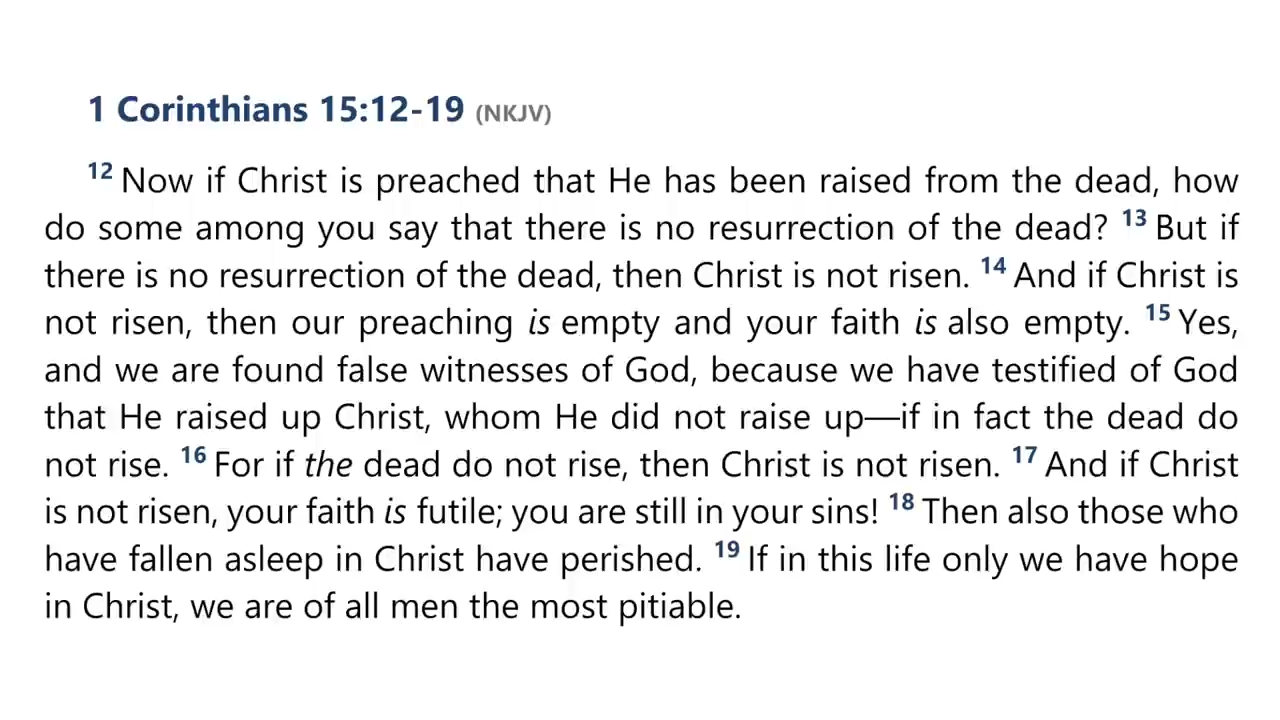 1 Corinthians 15:12-19 (NKJV)
12 Now if Christ is preached that He has been raised from the dead, how
do some among you say that there is no resurrection of the dead? 13 But if
there is no resurrection of the dead, then Christ is not risen. 14 And if Christ is
not risen, then our preaching is empty and your faith is also empty. 15 Yes,
and we are found false witnesses of God, because we have testified of God
that He raised up Christ, whom He did not raise up—if in fact the dead do
not rise. 16 For if the dead do not rise, then Christ is not risen. 17 And if Christ
is not risen, your faith is futile; you are still in your sins! 18 Then also those who
have fallen asleep in Christ have perished. 19 If in this life only we have hope
in Christ, we are of all men the most pitiable.